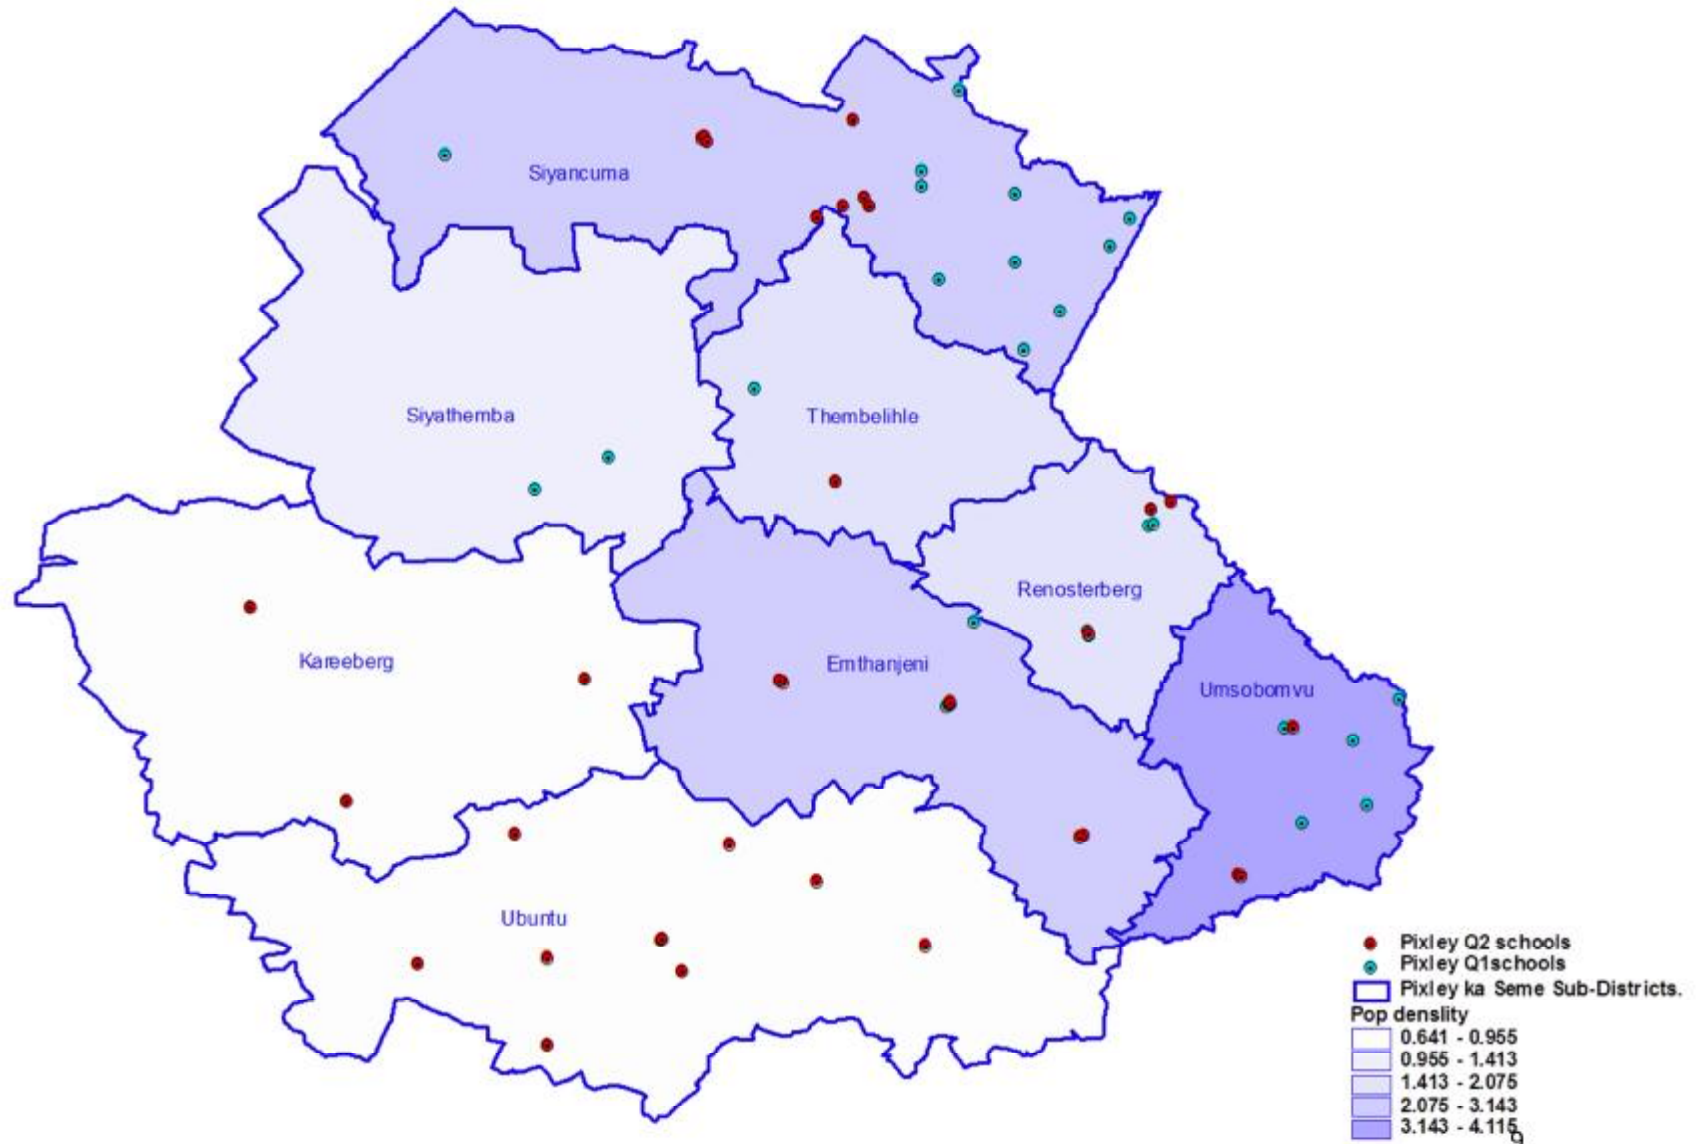 Siyancuma
Siyathemba
Thembelihle
Renosterberg
Kareeberg
Emthanjeni
Umsobomvu
Ubuntu
Pixley Q2 schools
Pixley Q1schools
Pixley ka Seme Sub-Districts.
Pop denslity
0.641 - 0.955
0.955 - 1.413
1.413 - 2.075
2.075 - 3.143
3.143 - 4.115
9